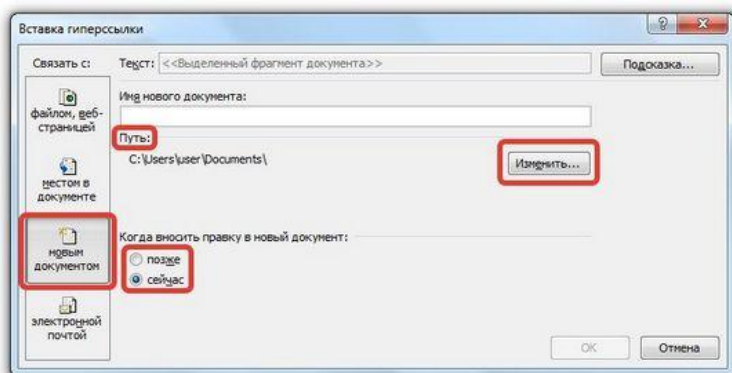 Вставка гиперссылки
Связать с:
Текст: <<Выделенный фрагмент документа>>
Подсказка...
файлом, веб-
страницей
Имя нового документа:
Путь:
C:\Users\user\Documents\
Изменить...
местом в
документе
новым
документом
Когда вносить правку в новый документ:
позже
сейчас
электронной
почтой
ОК
Отмена